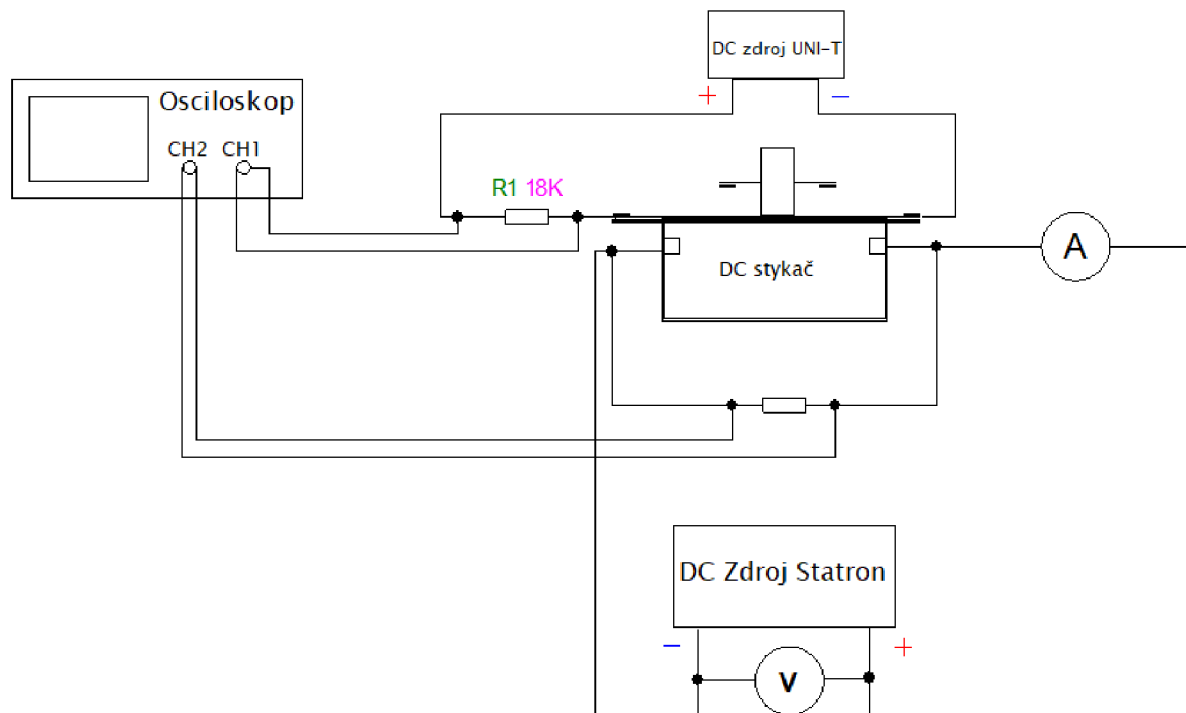 DC zdroj UNI-T
+ −
Osciloskop
CH2 CH1
R1 18K
DC stykač
A
DC Zdroj Statron
− +
V